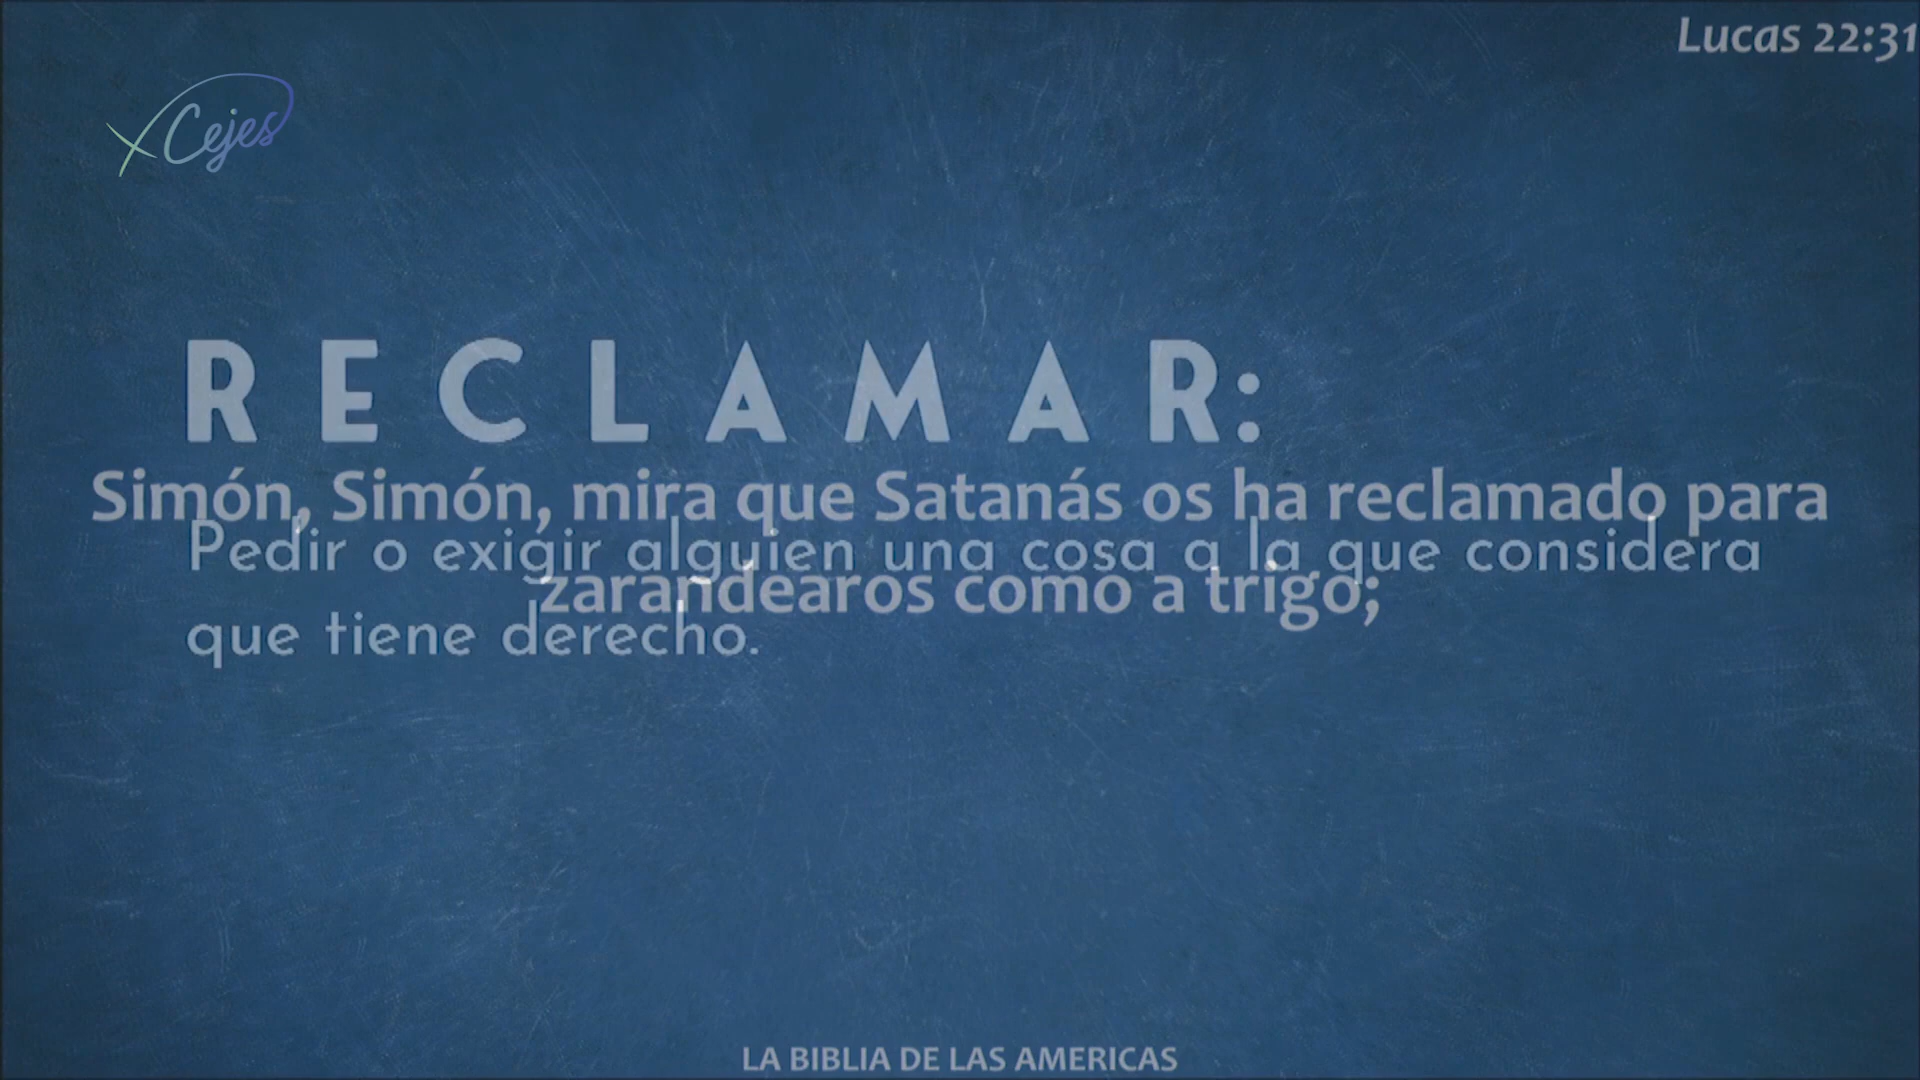 Lucas 22:31
Cejes
RECLAMAR:
Simón, Simón, mira que Satanás os ha reclamado para
Pedir o exigir alguien una cosa a la que considera
zarandearos como a trigo;
que tiene derecho.
LA BIBLIA DE LAS AMERICAS